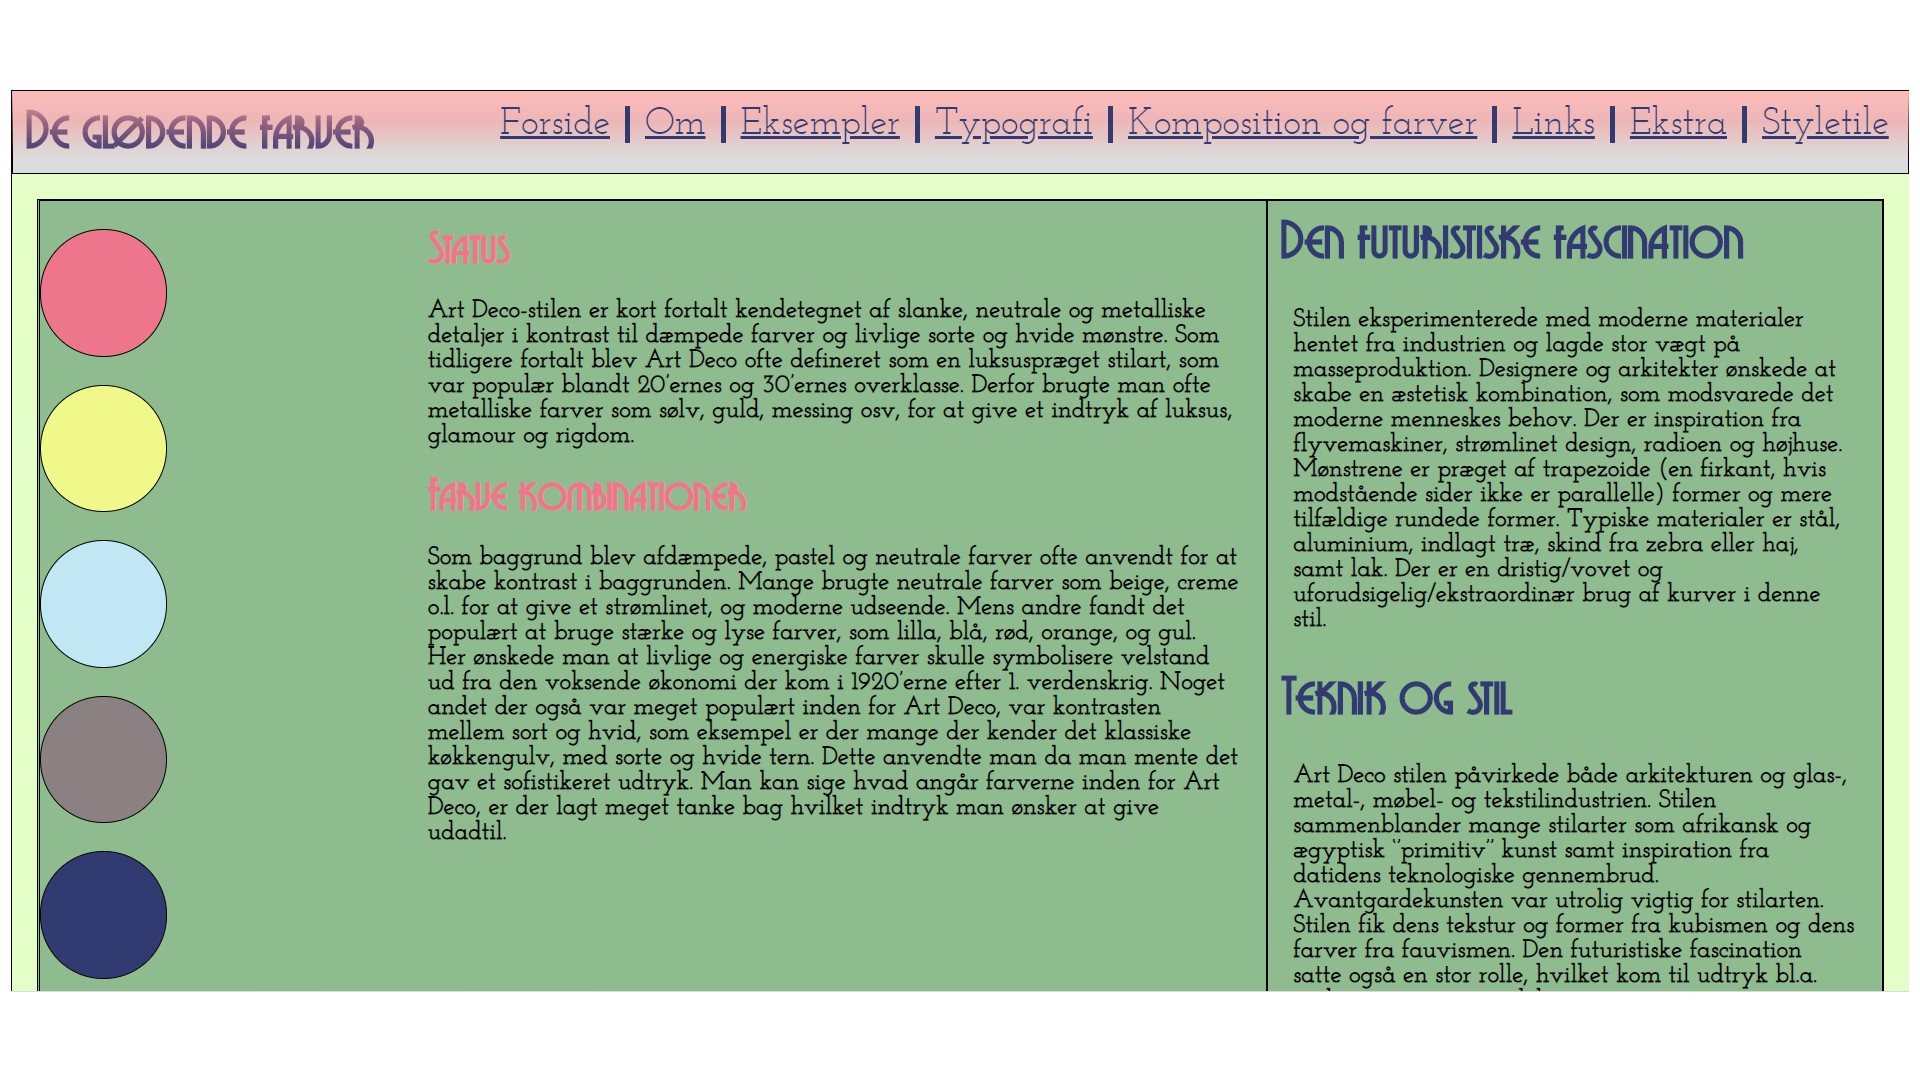 De glødende farver
Forside | Om | Eksempler | Typografi | Komposition og farver | Links | Ekstra | Styletile
Status
Art Deco-stilen er kort fortalt kendetegnet af slanke, neutrale og metalliske
detaljer i kontrast til dæmpede farver og livlige sorte og hvide mønstre. Som
tidligere fortalt blev Art Deco ofte defineret som en luksuspræget stilart, som
var populær blandt 20'ernes og 30'ernes overklasse. Derfor brugte man ofte
metalliske farver som sølv, guld, messing osv, for at give et indtryk af luksus,
glamour og rigdom.
Farve kombinationer
Som baggrund blev afdæmpede, pastel og neutrale farver ofte anvendt for at
skabe kontrast i baggrunden. Mange brugte neutrale farver som beige, creme
o.l. for at give et strømlinet, og moderne udseende. Mens andre fandt det
populært at bruge stærke og lyse farver, som lilla, blå, rød, orange, og gul.
Her ønskede man at livlige og energiske farver skulle symbolisere velstand
ud fra den voksende økonomi der kom i 1920'erne efter 1. verdenskrig. Noget
andet der også var meget populært inden for Art Deco, var kontrasten
mellem sort og hvid, som eksempel er der mange der kender det klassiske
køkkengulv, med sorte og hvide tern. Dette anvendte man da man mente det
gav et sofistikeret udtryk. Man kan sige hvad angår farverne inden for Art
Deco, er der lagt meget tanke bag hvilket indtryk man ønsker at give
udadtil.
Den futuristiske fascination
Stilen eksperimenterede med moderne materialer
hentet fra industrien og lagde stor vægt på
masseproduktion. Designere og arkitekter ønskede at
skabe en æstetisk kombination, som modsvarede det
moderne menneskes behov. Der er inspiration fra
flyvemaskiner, strømlinet design, radioen og højhuse.
Mønstrene er præget af trapezoide (en firkant, hvis
modstående sider ikke er parallelle) former og mere
tilfældige rundede former. Typiske materialer er stål,
aluminium, indlagt træ, skind fra zebra eller haj,
samt lak. Der er en dristig/vovet og
uforudsigelig/ekstraordinær brug af kurver i denne
stil.
Teknik og stil
Art Deco stilen påvirkede både arkitekturen og glas-,
metal-, møbel- og tekstilindustrien. Stilen
sammenblander mange stilarter som afrikansk og
ægyptisk ‘’primitiv’’ kunst samt inspiration fra
datidens teknologiske gennembrud.
Avantgardekunsten var utrolig vigtig for stilarten.
Stilen fik dens tekstur og former fra kubismen og dens
farver fra fauvismen. Den futuristiske fascination
satte også en stor rolle, hvilket kom til udtryk bl.a.